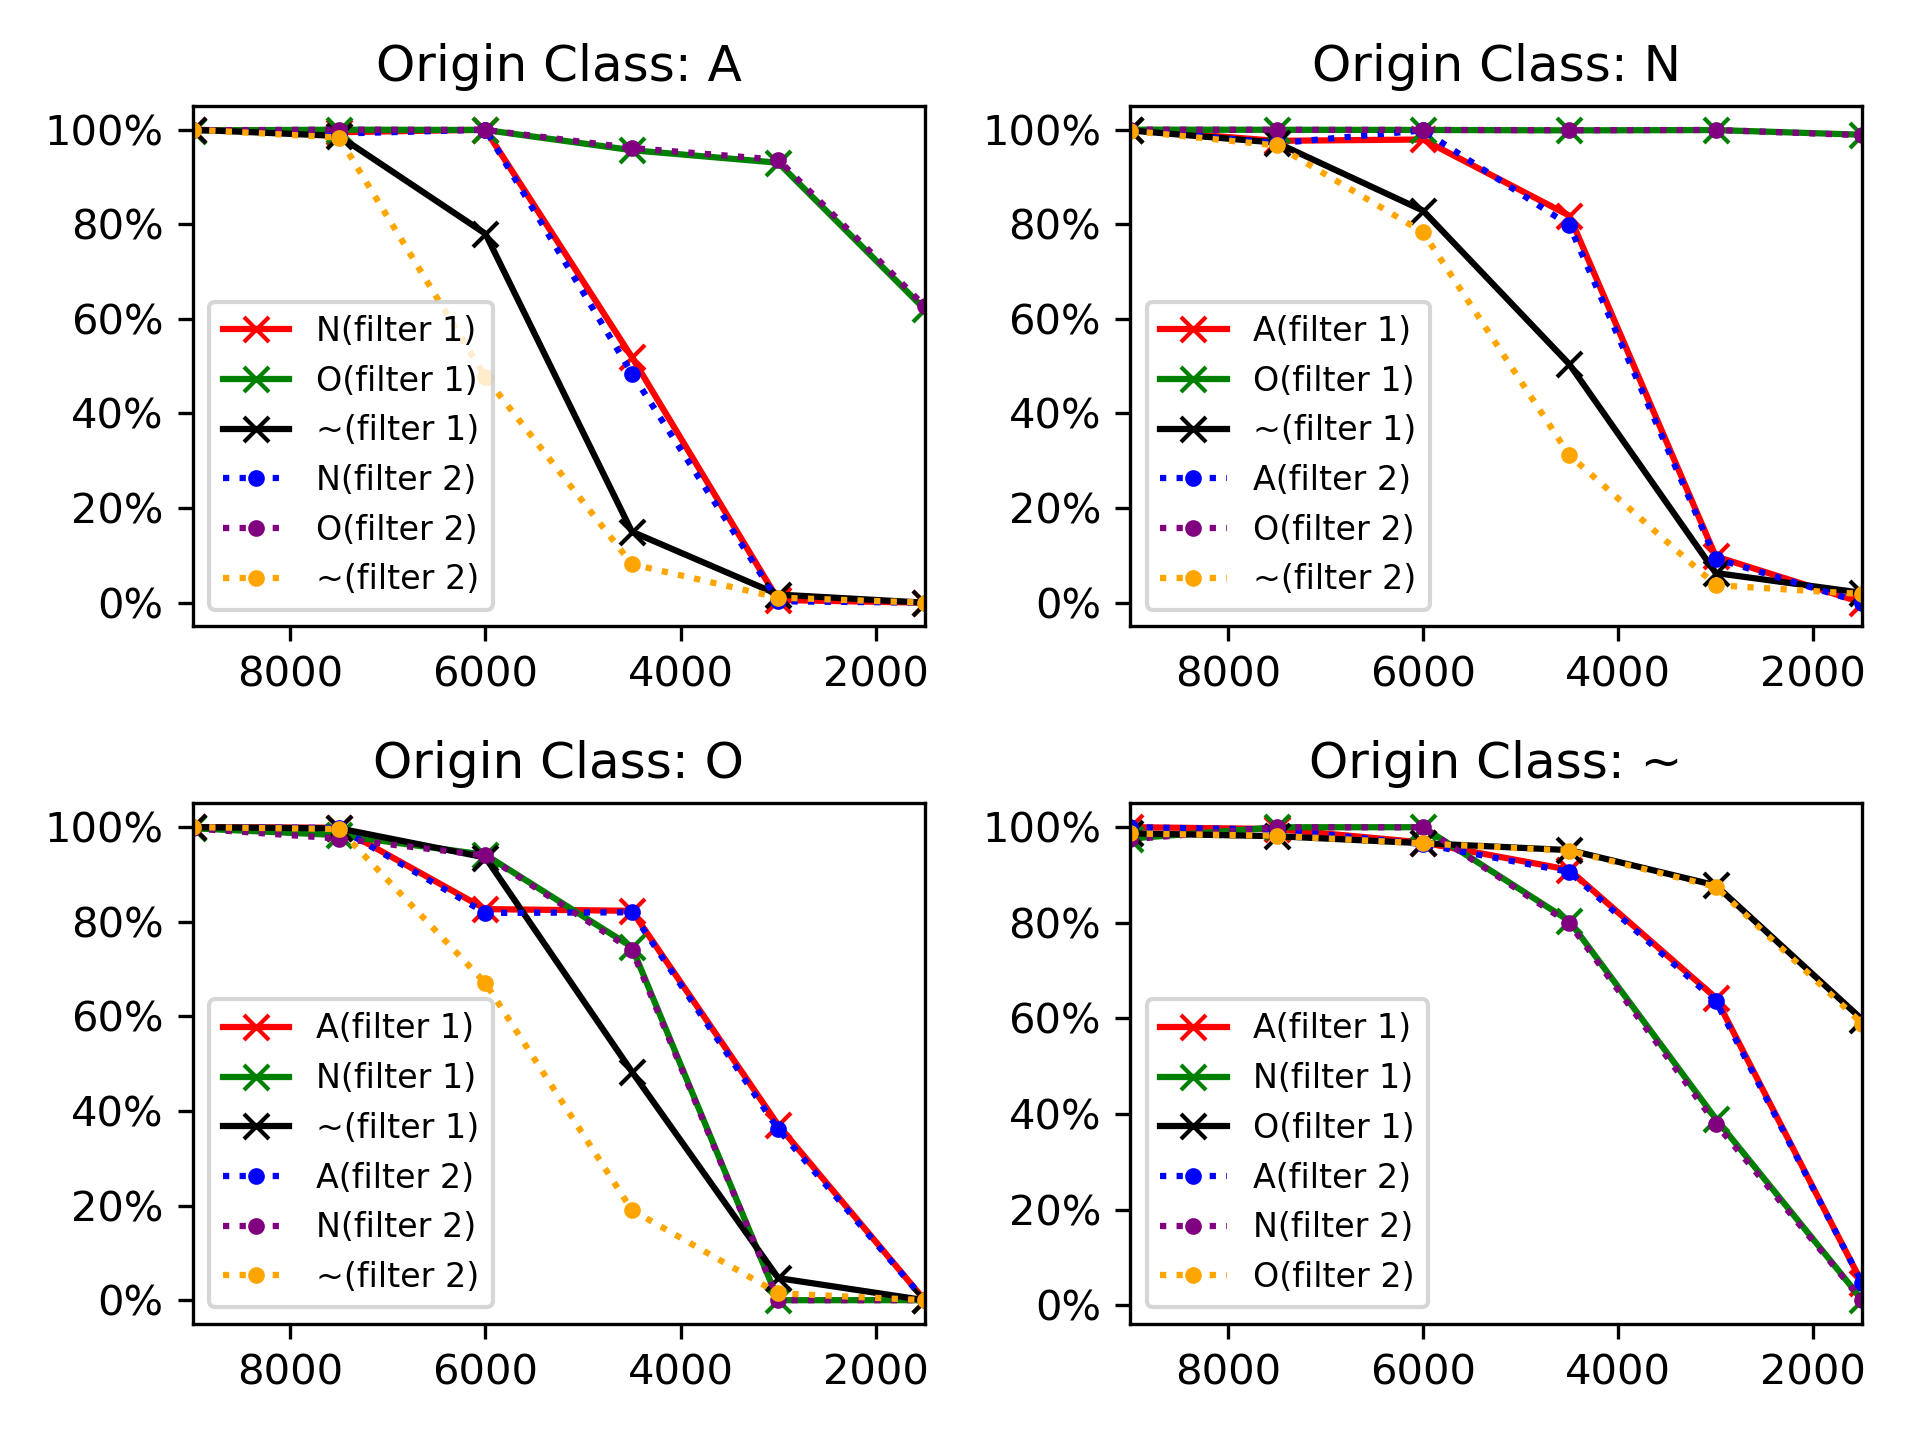 Origin Class: A
100%
80%
60%
40%
20%
0%
N(filter 1)
O(filter 1)
~(filter 1)
N(filter 2)
O(filter 2)
~(filter 2)
8000 6000 4000 2000
Origin Class: N
100%
80%
60%
40%
20%
0%
A(filter 1)
O(filter 1)
~(filter 1)
A(filter 2)
O(filter 2)
~(filter 2)
8000 6000 4000 2000
Origin Class: O
100%
80%
60%
40%
20%
0%
A(filter 1)
N(filter 1)
~(filter 1)
A(filter 2)
N(filter 2)
~(filter 2)
8000 6000 4000 2000
Origin Class: ~
100%
80%
60%
40%
20%
0%
A(filter 1)
N(filter 1)
O(filter 1)
A(filter 2)
N(filter 2)
O(filter 2)
8000 6000 4000 2000